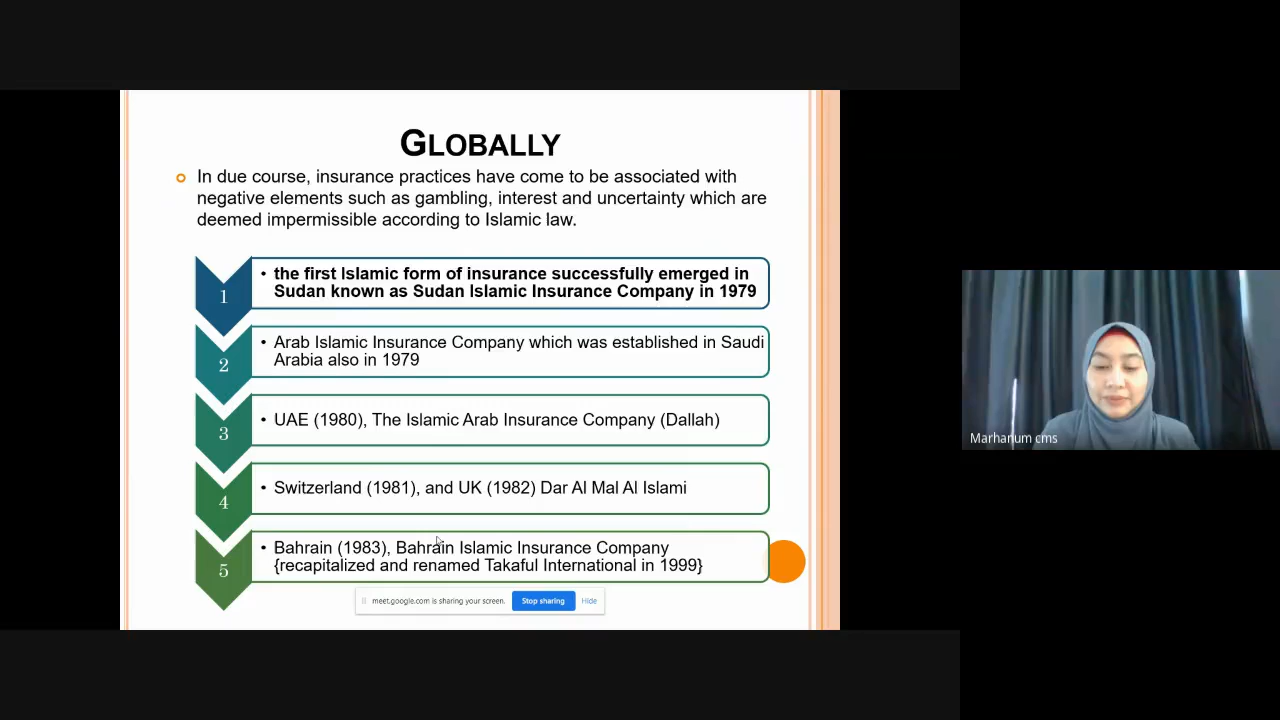 GLOBALLY
In due course, insurance practices have come to be associated with
negative elements such as gambling, interest and uncertainty which are
deemed impermissible according to Islamic law.
1
• the first Islamic form of insurance successfully emerged in
Sudan known as Sudan Islamic Insurance Company in 1979
2
• Arab Islamic Insurance Company which was established in Saudi
Arabia also in 1979
3
• UAE (1980), The Islamic Arab Insurance Company (Dallah)
4
• Switzerland (1981), and UK (1982) Dar Al Mal Al Islami
5
• Bahrain (1983), Bahrain Islamic Insurance Company
{recapitalized and renamed Takaful International in 1999}
meet.google.com is sharing your screen. Stop sharing Hide
Marhanum cms